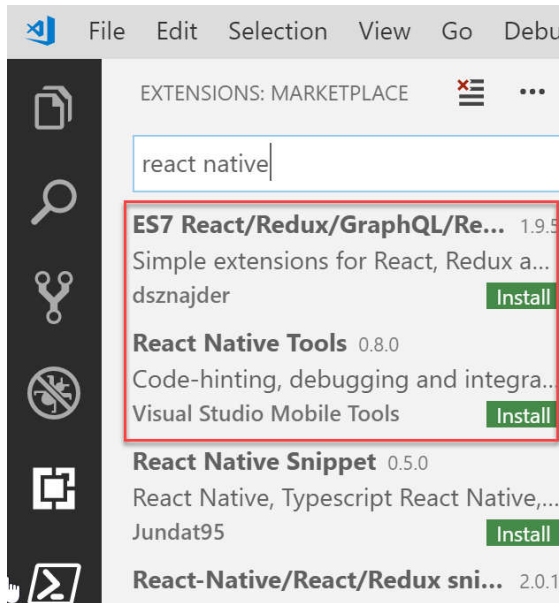 File Edit Selection View Go Debu
EXTENSIONS: MARKETPLACE
react native
ES7 React/Redux/GraphQL/Re... 1.9.5
Simple extensions for React, Redux a...
dsznajder Install
React Native Tools 0.8.0
Code-hinting, debugging and integra...
Visual Studio Mobile Tools Install
React Native Snippet 0.5.0
React Native, Typescript React Native,...
Jundat95 Install
React-Native/React/Redux sni... 2.0.1